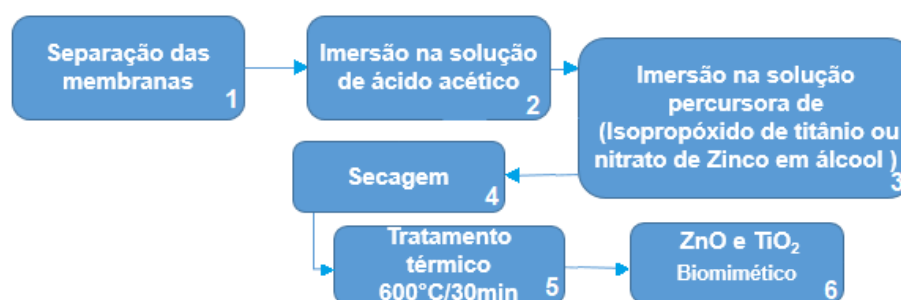 Separação das
membranas
1
Imersão na solução
de ácido acético
2
Imersão na solução
percursora de
(Isopropóxido de titânio ou
nitrato de Zinco em álcool )
3
Secagem
4
Tratamento
térmico
600°C/30min
5
ZnO e TiO₂
Biomimético
6